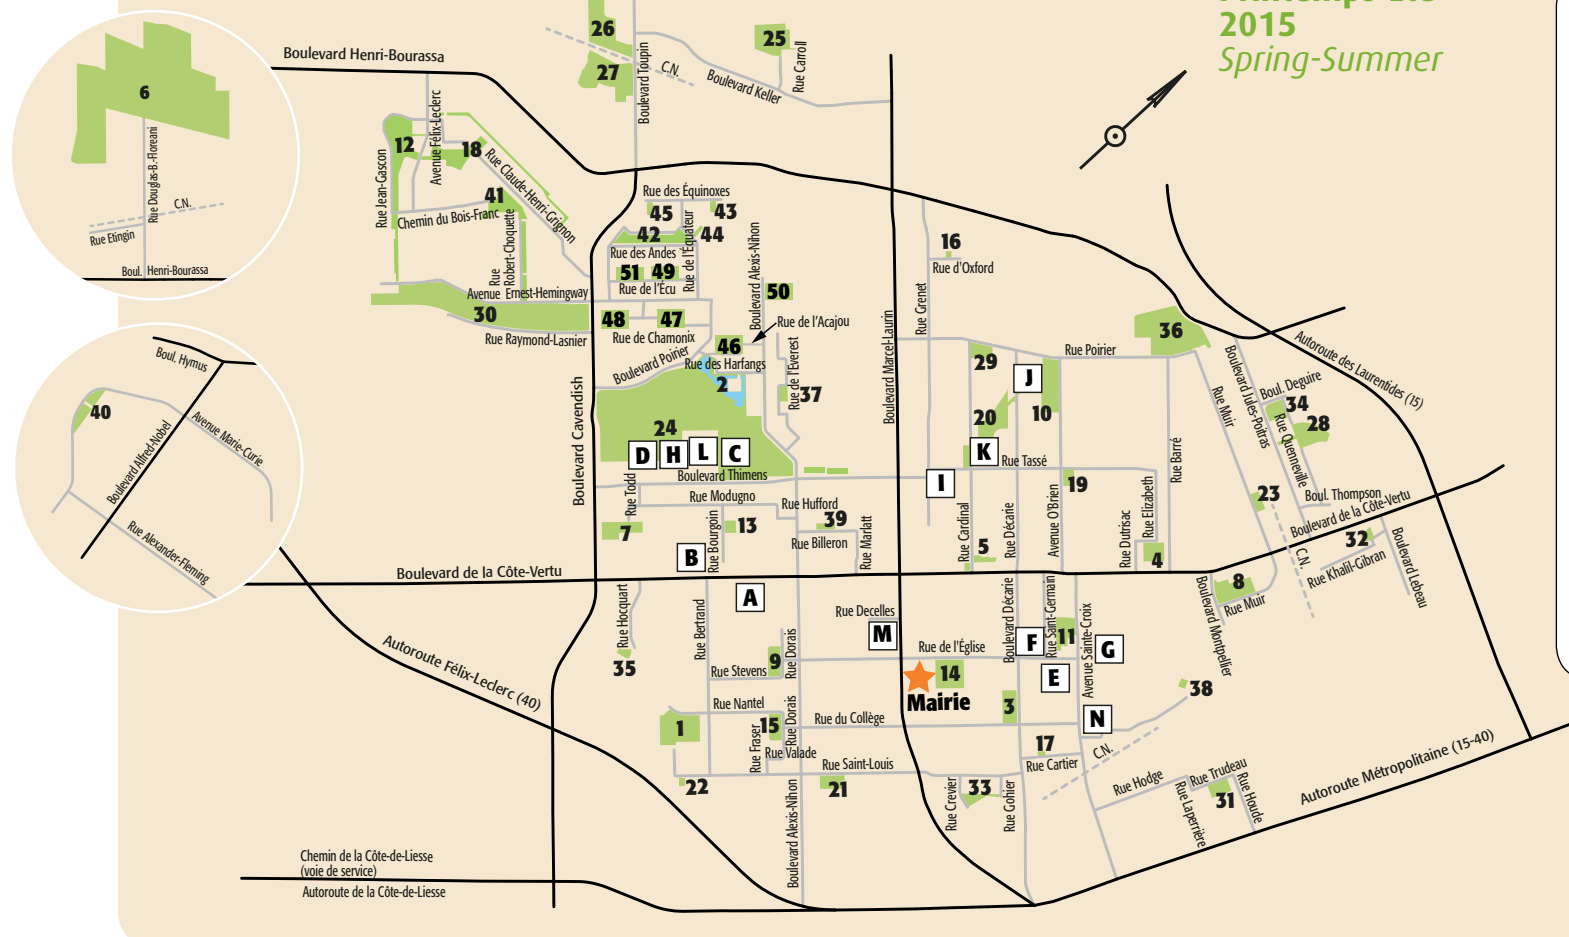 2015
Spring-Summer
Boulevard Henri-Bourassa
6
Rue Douglas-B.-Floreani
C.N.
Rue Etingin
Boul. Henri-Bourassa
26
27
Boulevard Toupin
C.N.
Boulevard Keller
25
Rue Carroll
12
Avenue Félix-Leclerc
18
Rue Claude-Henri-Grignon
Rue Jean-Gascon
41
Chemin du Bois-Franc
Rue
Robert-Choquette
Avenue Ernest-Hemingway
30
Rue Raymond-Lasnier
Rue des Équinoxes
45
43
42
44
Rue de l'Équateur
Rue des Andes
51
49
Rue de l'Écu
Boulevard Alexis-Nihon
50
48
47
Rue de Chamonix
Rue de l'Acajou
46
Boulevard Poirier
Rue des Harfangs
2
Rue de l'Everest
37
24
D
H
L
C
Boulevard Thimens
Boulevard Cavendish
Rue Todd
Rue Modugno
7
Rue Bourgoin
13
Rue Hufford
39
Rue Billeron
Rue Marlatt
B
Boulevard Marcel-Laurin
16
Rue d'Oxford
Rue Grenet
29
J
Rue Poirier
36
20
10
K
Rue Tassé
I
19
Rue Cardinal
5
Rue Décarie
Avenue O'Brien
Rue Dutrisac
Rue Elizabeth
4
Rue Barré
Rue Muir
Boulevard Jules-Poitras
Boul. Deguire
34
28
Rue Quenneville
23
Boul. Thompson
Boulevard de la Côte-Vertu
Autoroute des Laurentides (15)
C.N.
32
Rue Khalil-Gibran
Boulevard Lebeau
8
Rue Muir
Boulevard Montpellier
Boul. Hymus
40
Boulevard Alfred-Nobel
Avenue Marie-Curie
Rue Alexander-Fleming
Boulevard de la Côte-Vertu
A
Rue Hocquart
35
Rue Bertrand
Rue Stevens
9
Rue Dorais
Rue Decelles
M
Rue de l'Église
Mairie
14
Boulevard Décarie
F
Rue Saint-Germain
11
G
E
Avenue Sainte-Croix
N
3
38
Autoroute Félix-Leclerc (40)
Rue Nantel
1
15
Rue Fraser
Rue Valade
Rue Dorais
Rue du Collège
17
Rue Cartier
C.N.
22
Rue Saint-Louis
21
Boulevard Alexis-Nihon
33
Rue Crevier
Rue Gohier
Rue Hodge
Rue Trudeau
31
Rue Laperrière
Rue Houde
Autoroute Métropolitaine (15-40)
Chemin de la Côte-de-Liesse
(voie de service)
Autoroute de la Côte-de-Liesse